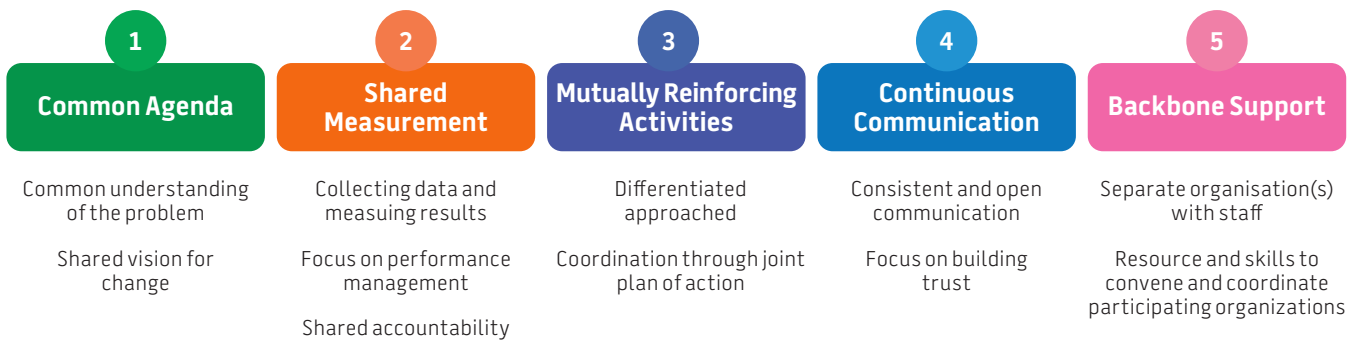 1
Common Agenda
Common understanding
of the problem
Shared vision for
change
2
Shared
Measurement
Collecting data and
measuing results
Focus on performance
management
Shared accountability
3
Mutually Reinforcing
Activities
Differentiated
approached
Coordination through joint
plan of action
4
Continuous
Communication
Consistent and open
communication
Focus on building
trust
5
Backbone Support
Separate organisation(s)
with staff
Resource and skills to
convene and coordinate
participating organizations